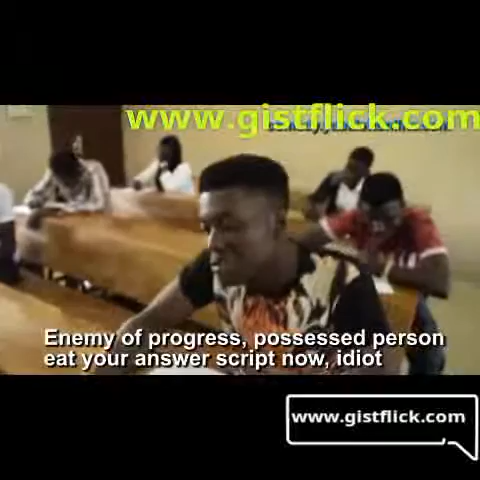 www.gistflick.com
Enemy of progress, possessed person
eat your answer script now, idiot
www.gistflick.com